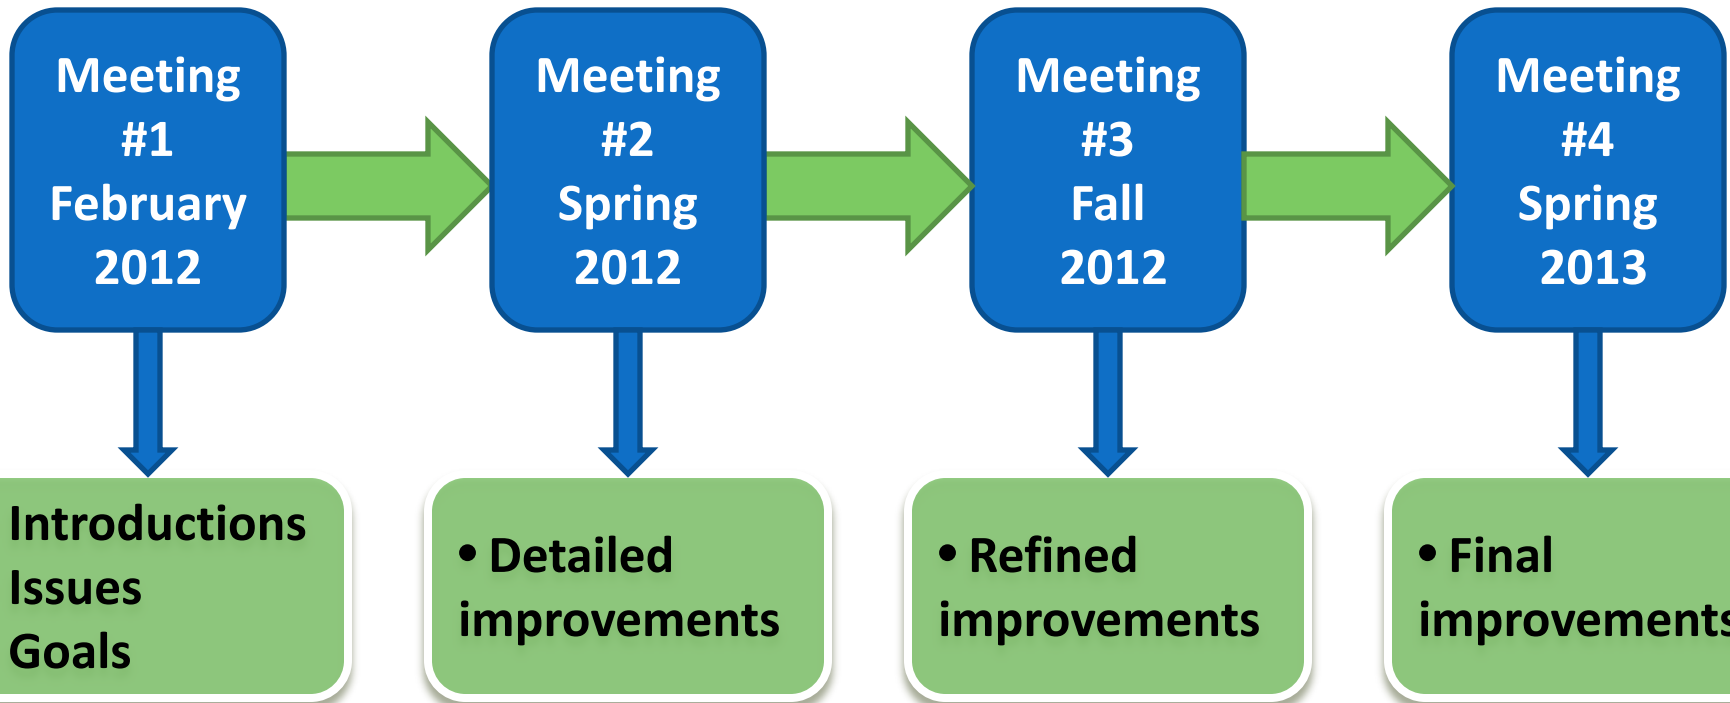 Meeting
#1
February
2012
Meeting
#2
Spring
2012
Meeting
#3
Fall
2012
Meeting
#4
Spring
2013
Introductions
Issues
Goals
• Detailed
improvements
• Refined
improvements
• Final
improvements